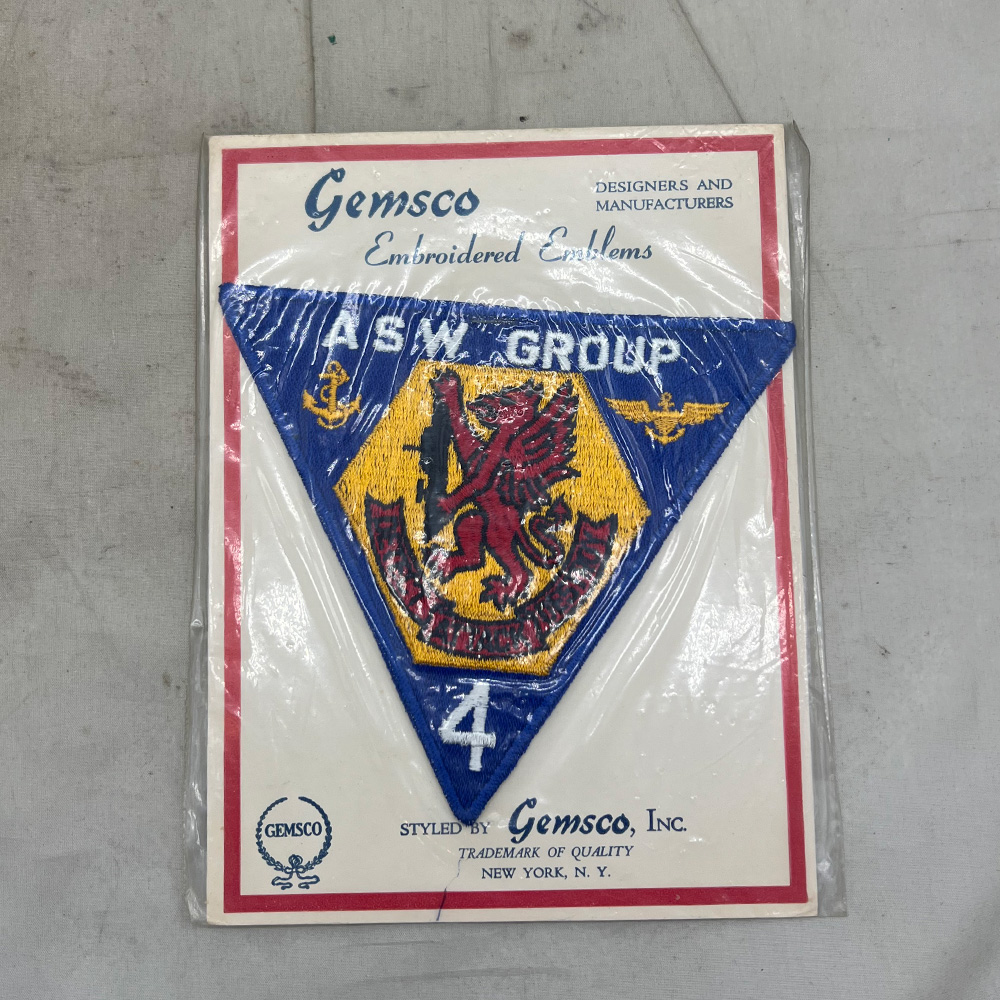 Gemsco
DESIGNERS AND
MANUFACTURERS
Embroidered Emblems
ASW GROUP
4
GEMSCO
STYLED BY Gemsco, INC.
TRADEMARK OF QUALITY
NEW YORK, N. Y.